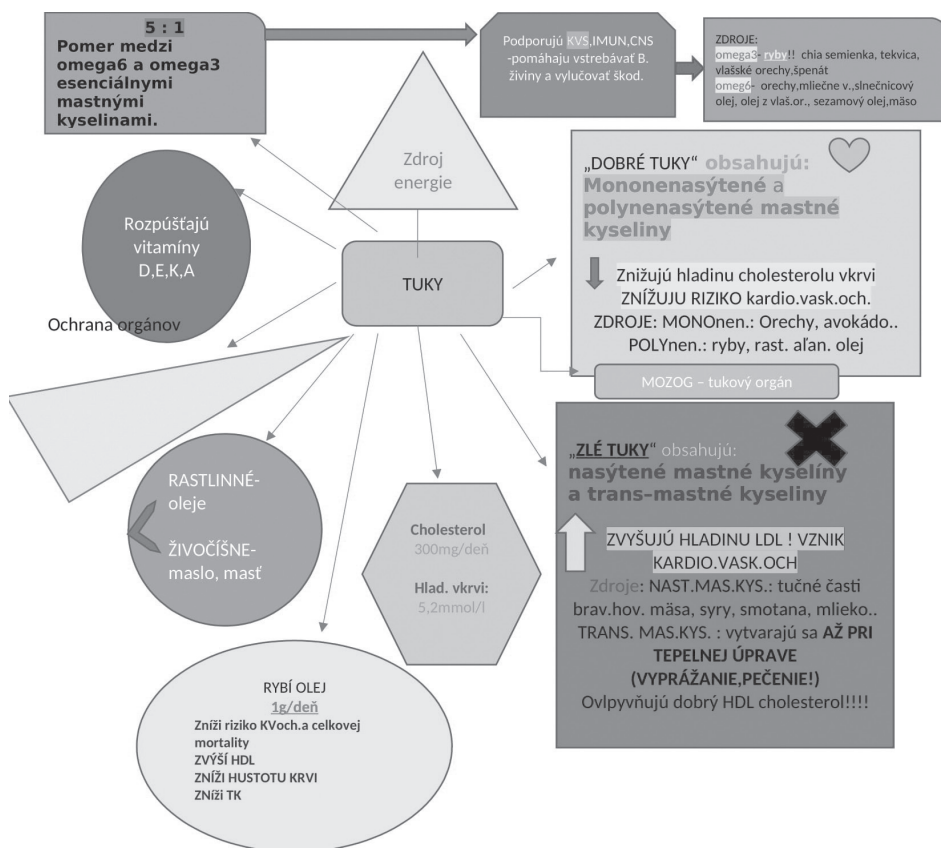 5 : 1
Pomer medzi
omega6 a omega3
esenciálnymi
mastnými
kyselinami.
Podporujú KVS,IMUN,CNS
-pomáhaju vstrebávať B.
živiny a vylučovať škod.
ZDROJE:
omega3- ryby!! chia semienka, tekvica,
vlašské orechy,špenát
omeg6- orechy,mliečne v.,slnečnicový
olej, olej z vlaš.or., sezamový olej,mäso
Zdroj
energie
„DOBRÉ TUKY“ obsahujú:
Mononenasýtené a
polynenasýtené mastné
kyseliny
Znižujú hladinu cholesterolu vkrvi
ZNÍŽUJU RIZIKO kardio.vask.och.
ZDROJE: MONOnen.: Orechy, avokádo..
POLYnen.: ryby, rast. aľan. olej
Rozpúšťajú
vitamíny
D,E,K,A
TUKY
Ochrana orgánov
MOZOG – tukový orgán
„ZLÉ TUKY“ obsahujú:
nasýtené mastné kyselíny
a trans–mastné kyseliny
ZVYŠUJÚ HLADINU LDL ! VZNIK
KARDIO.VASK.OCH
Zdroje: NAST.MAS.KYS.: tučné časti
brav.hov. mäsa, syry, smotana, mlieko..
TRANS. MAS.KYS. : vytvarajú sa AŽ PRI
TEPELNEJ ÚPRAVE
(VYPRÁŽANIE,PEČENIE!)
Ovlpyvňujú dobrý HDL cholesterol!!!!
RASTLINNÉ-
oleje
ŽIVOČÍŠNE-
maslo, masť
Cholesterol
300mg/deň
Hlad. vkrvi:
5,2mmol/l
RYBÍ OLEJ
1g/deň
Zníži riziko KVoch.a celkovej
mortality
ZVÝŠÍ HDL
ZNÍŽI HUSTOTU KRVI
ZNíži TK